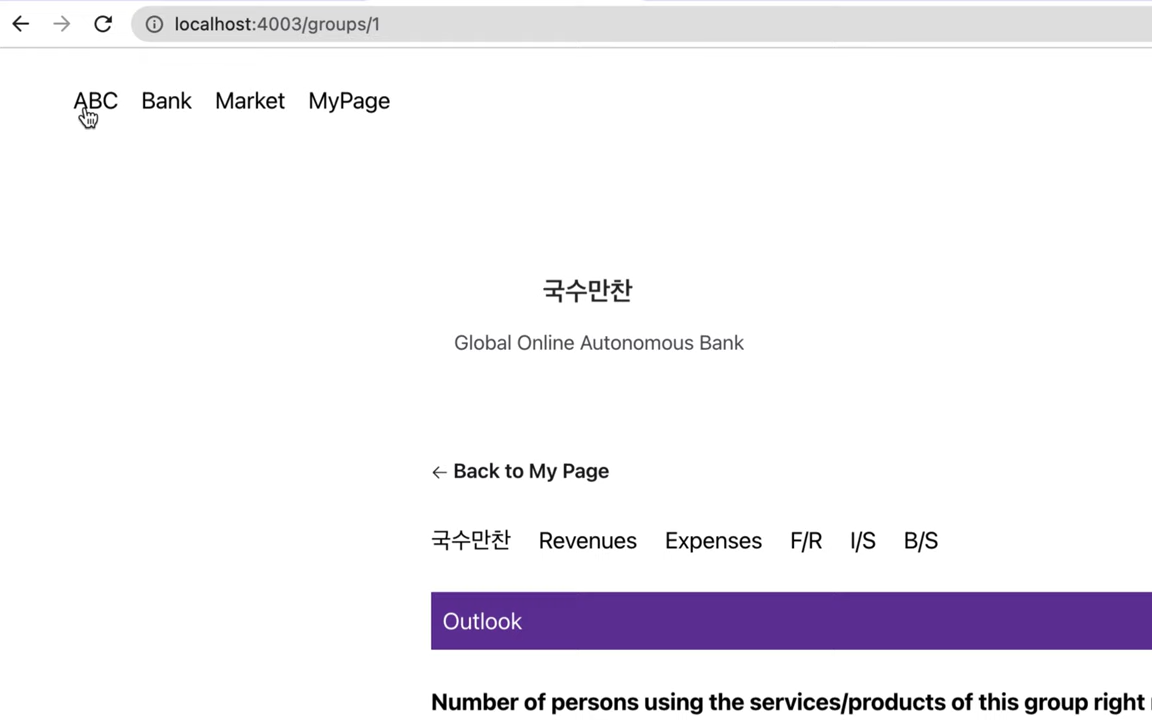 localhost:4003/groups/1
ABC Bank Market MyPage
국수만찬
Global Online Autonomous Bank
← Back to My Page
국수만찬 Revenues Expenses F/R I/S B/S
Outlook
Number of persons using the services/products of this group right